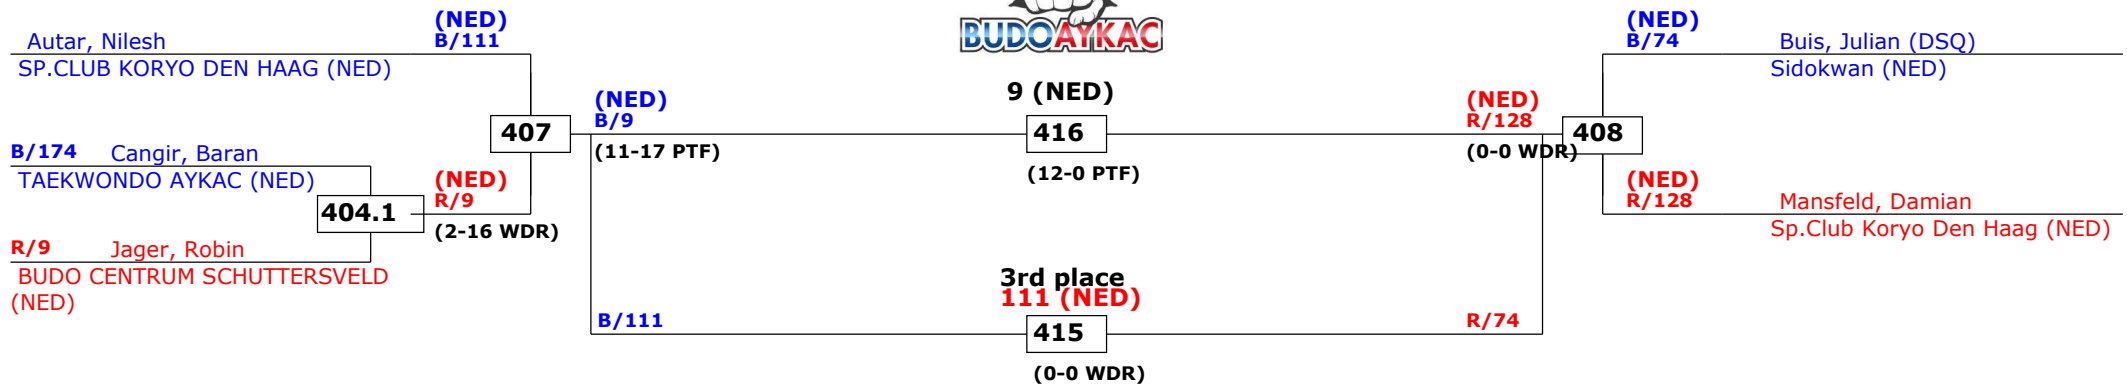 (NED)
B/111
Autar, Nilesh
SP.CLUB KORYO DEN HAAG (NED)
B/174 Cangir, Baran
TAEKWONDO AYKAC (NED)
404.1
R/9 Jager, Robin
BUDO CENTRUM SCHUTTERSVELD
(NED)
(NED)
R/9
(2-16 WDR)
407
(NED)
B/9
(11-17 PTF)
BUDOAYKAC
9 (NED)
416
(12-0 PTF)
3rd place
111 (NED)
B/111
415
R/74
(0-0 WDR)
(NED)
R/128
(0-0 WDR)
408
(NED)
B/74
Buis, Julian (DSQ)
Sidokwan (NED)
(NED)
R/128
Mansfeld, Damian
Sp.Club Koryo Den Haag (NED)